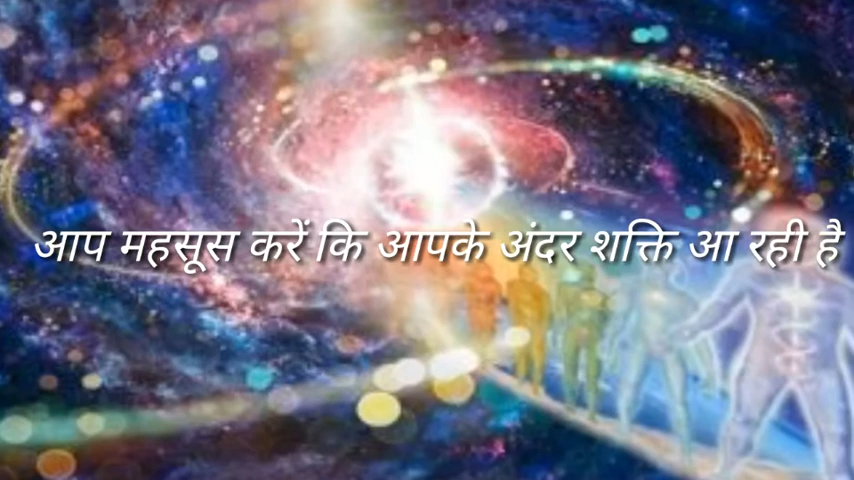 आप महसूस करें कि आपके अंदर शक्ति आ रही है